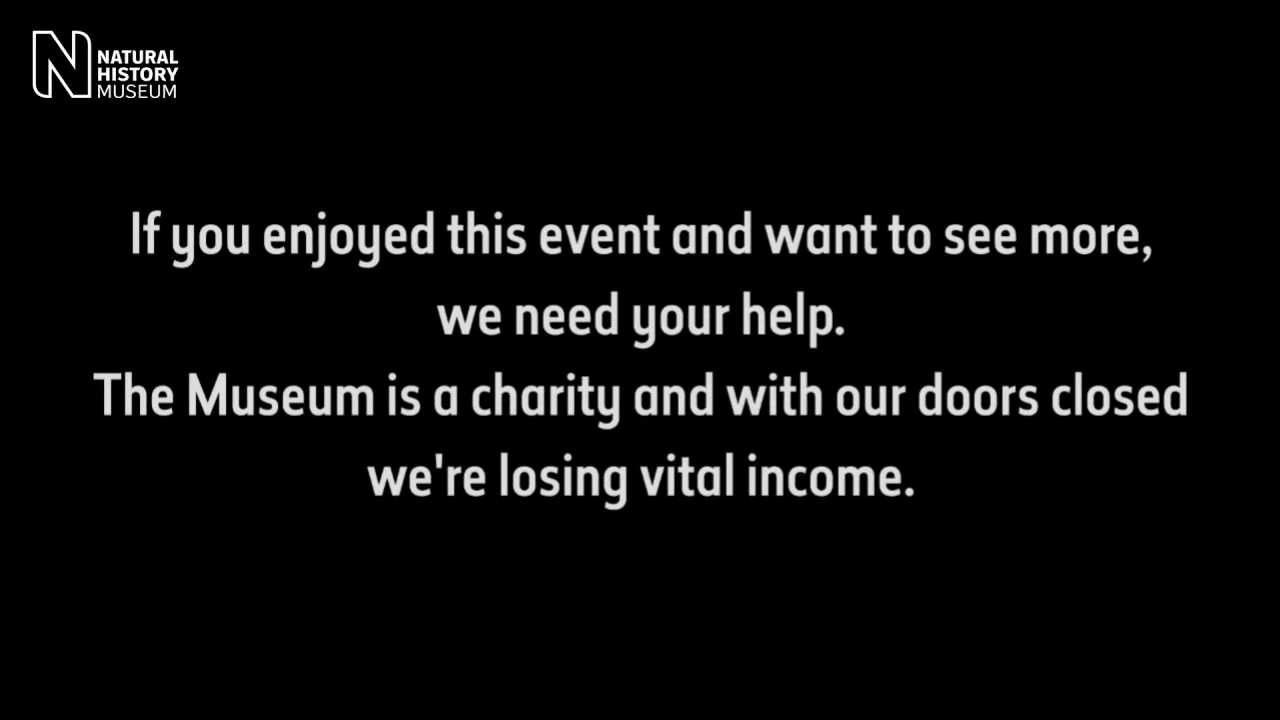 NATURAL
HISTORY
MUSEUM
If you enjoyed this event and want to see more,
we need your help.
The Museum is a charity and with our doors closed
we're losing vital income.